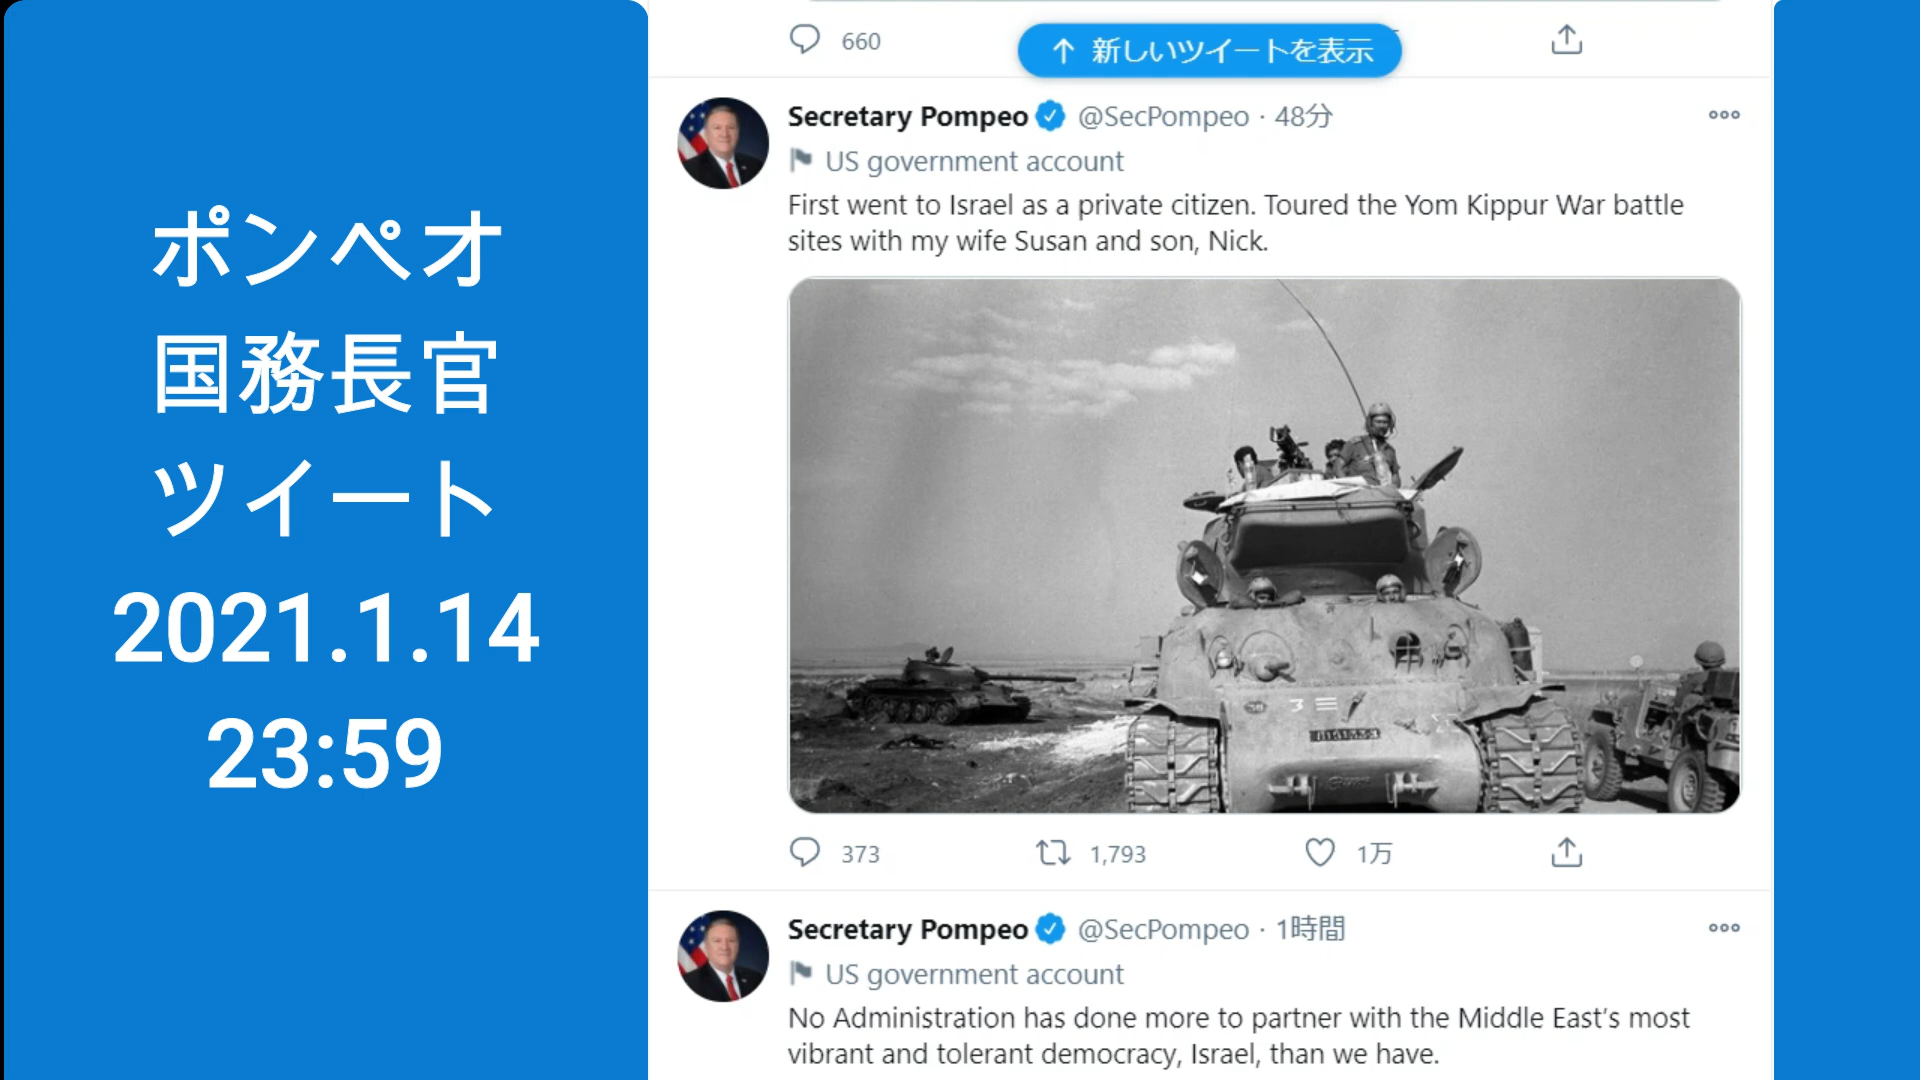 ポンペオ
国務長官
ツイート
2021.1.14
23:59
660
↑ 新しいツイートを表示
Secretary Pompeo @SecPompeo · 48分
US government account
First went to Israel as a private citizen. Toured the Yom Kippur War battle
sites with my wife Susan and son, Nick.
373 1,793 1万
Secretary Pompeo @SecPompeo · 1時間
US government account
No Administration has done more to partner with the Middle East's most
vibrant and tolerant democracy, Israel, than we have.